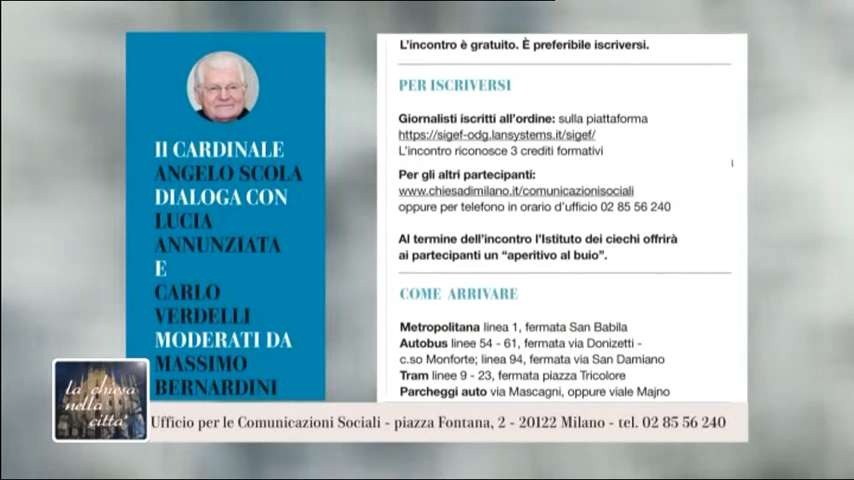 Il CARDINALE
ANGELO SCOLA
DIALOGA CON
LUCIA
ANNUNZIATA
E
CARLO
VERDELLI
MODERATI DA
MASSIMO
BERNARDINI
L'incontro è gratuito. È preferibile iscriversi.
PER ISCRIVERSI
Giornalisti iscritti all'ordine: sulla piattaforma
https://sigef-odg.lansystems.it/sigef/
L'incontro riconosce 3 crediti formativi
Per gli altri partecipanti:
www.chiesadimilano.it/comunicazionisociali
oppure per telefono in orario d'ufficio 02 85 56 240
Al termine dell'incontro l'Istituto dei ciechi offrirà
ai partecipanti un "aperitivo al buio".
COME ARRIVARE
Metropolitana linea 1, fermata San Babila
Autobus linee 54 - 61, fermata via Donizetti -
c.so Monforte; linea 94, fermata via San Damiano
Tram linee 9 - 23, fermata piazza Tricolore
Parcheggi auto via Mascagni, oppure viale Majno
la chiesa
nella
citta'
Ufficio per le Comunicazioni Sociali - piazza Fontana, 2 - 20122 Milano - tel. 02 85 56 240